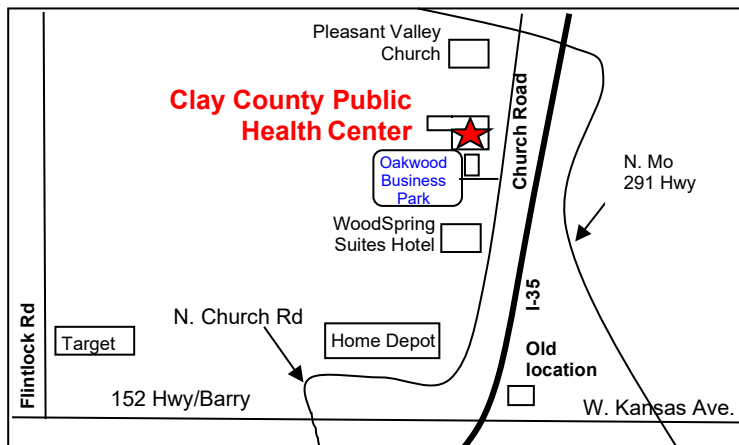 Pleasant Valley
Church
Clay County Public
Health Center
Church Road
Oakwood
Business
Park
N. Mo
291 Hwy
WoodSpring
Suites Hotel
I-35
Flintlock Rd
N. Church Rd
Target
Home Depot
Old
location
152 Hwy/Barry
W. Kansas Ave.